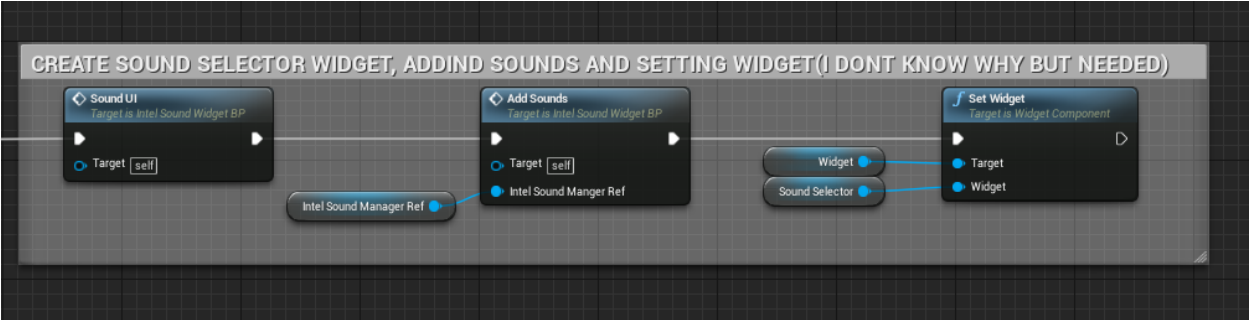 CREATE SOUND SELECTOR WIDGET, ADDIND SOUNDS AND SETTING WIDGET(I DONT KNOW WHY BUT NEEDED)
Sound UI
Target is Intel Sound Widget BP
Target self
Add Sounds
Target is Intel Sound Widget BP
Target self
Intel Sound Manger Ref
Intel Sound Manager Ref
Set Widget
Target is Widget Component
Target
Widget
Widget
Sound Selector